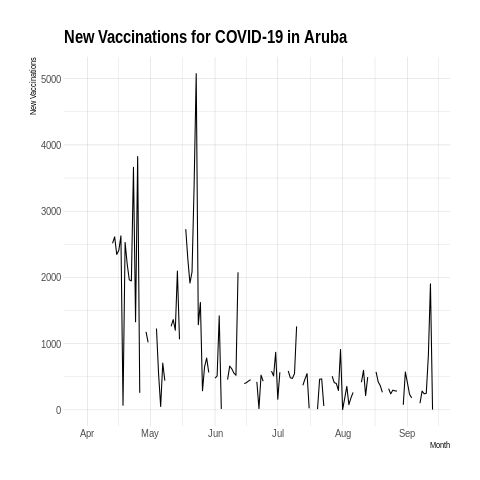 New Vaccinations for COVID-19 in Aruba
New Vaccinations
5000
4000
3000
2000
1000
0
Apr May Jun Jul Aug Sep
Month